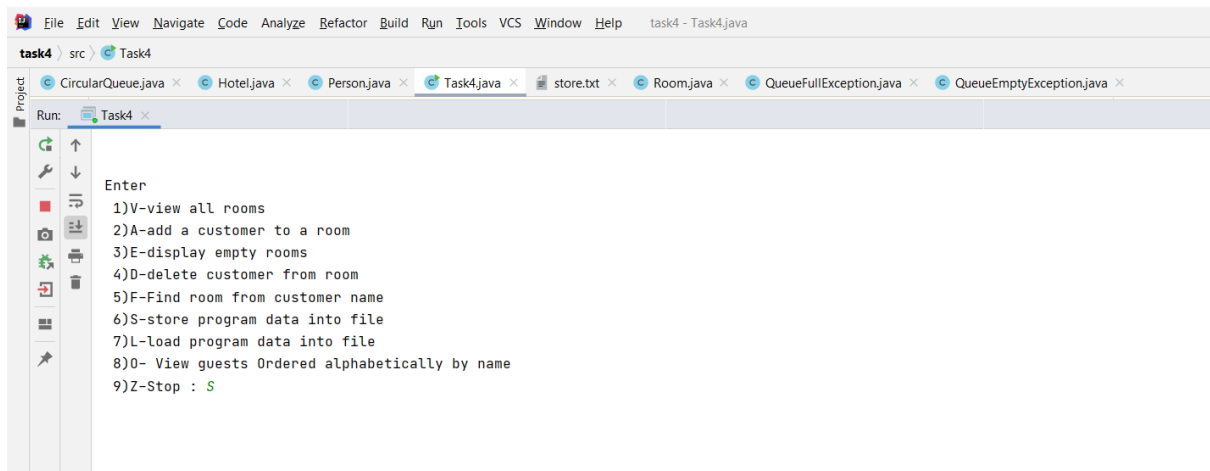 File Edit View Navigate Code Analyze Refactor Build Run Tools VCS Window Help task4 - Task4.java
task4 src Task4
CircularQueue.java Hotel.java Person.java Task4.java store.txt Room.java QueueFullException.java QueueEmptyException.java
Project
Run: Task4
Enter
1)V-view all rooms
2)A-add a customer to a room
3)E-display empty rooms
4)D-delete customer from room
5)F-Find room from customer name
6)S-store program data into file
7)L-load program data into file
8)O- View guests Ordered alphabetically by name
9)Z-Stop : S